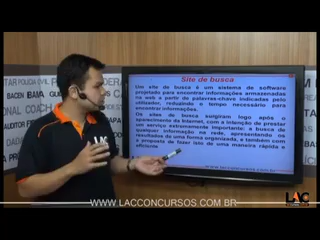 Site de busca
Um site de busca é um sistema de software
projetado para encontrar informações armazenadas
na web a partir de palavras-chave indicadas pelo
utilizador, reduzindo o tempo necessário para
encontrar informações.
Os sites de busca surgiram logo após o
aparecimento da Internet, com a intenção de prestar
um serviço extremamente importante: a busca de
qualquer informação na rede, apresentando os
resultados de uma forma organizada, e também com
a proposta de fazer isto de uma maneira rápida e
eficiente
BACEN
COACH
LAC
LAC
WWW.LACCONCURSOS.COM.BR